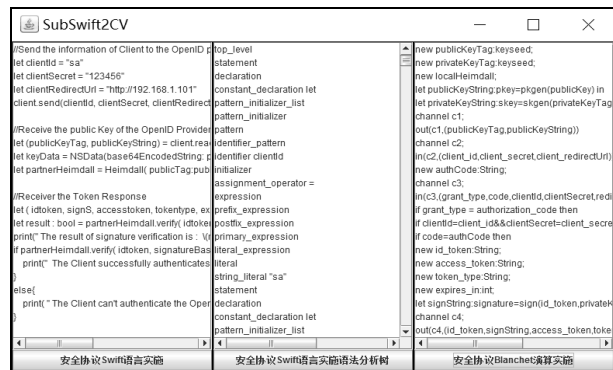 SubSwift2CV
//Send the information of Client to the OpenID p
let clientId = "sa"
let clientSecret = "123456"
let clientRedirectUrl = "http://192.168.1.101"
client.send(clientId, clientSecret, clientRedirect
//Receive the public Key of the OpenID Provider
let (publicKeyTag, publicKeyString) = client.rea
let keyData = NSData(base64EncodedString: p
let partnerHeimdall = Heimdall( publicTag:pub
//Receiver the Token Response
let ( idtoken, signS, accesstoken, tokentype, ex
let result : bool = partnerHeimdall.verify( idtoken
print(" The result of signature verification is : \(r
if partnerHeimdall.verify( idtoken, signatureBas
print(" The Client successfully authenticates
}
else{
print( " The Client can't authenticate the Oper
}
安全协议Swift语言实施
top_level
statement
declaration
constant_declaration let
pattern_initializer_list
pattern_initializer
pattern
identifier_pattern
identifier clientId
initializer
assignment_operator =
expression
prefix_expression
postfix_expression
primary_expression
literal_expression
literal
string_literal "sa"
statement
declaration
constant_declaration let
pattern_initializer_list
安全协议Swift语言实施语法分析树
new publicKeyTag:keyseed;
new privateKeyTag:keyseed;
new localHeimdall;
let publicKeyString:pkey=pkgen(publicKey) in
let privateKeyString:skey=skgen(privateKeyTag
channel c1;
out(c1,(publicKeyTag,publicKeyString))
channel c2;
in(c2,(client_id,client_secret,client_redirectUrl)
new authCode:String;
channel c3;
in(c3,(grant_type,code,clientId,clientSecret,redi
if grant_type = authorization_code then
if clientId=client_id&&clientSecret=client_secre
if code=authCode then
new id_token:String;
new access_token:String;
new token_type:String;
new expires_in:int;
let signString:signature=sign(id_token,privateK
channel c4;
out(c4,(id_token,signString,access_token,toke
安全协议Blanchet演算实施